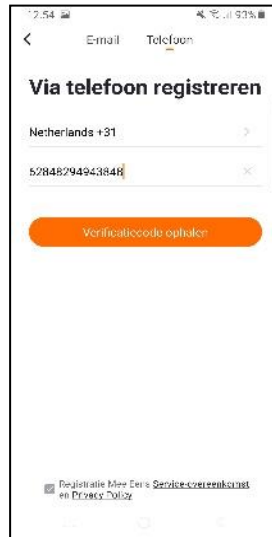 12.54
93%
E-mail Telefoon
Via telefoon registreren
Netherlands +31
62848294943848
Verificatiecode ophalen
Registratie Mee Eens Service-overeenkomst
en Privacy Policy